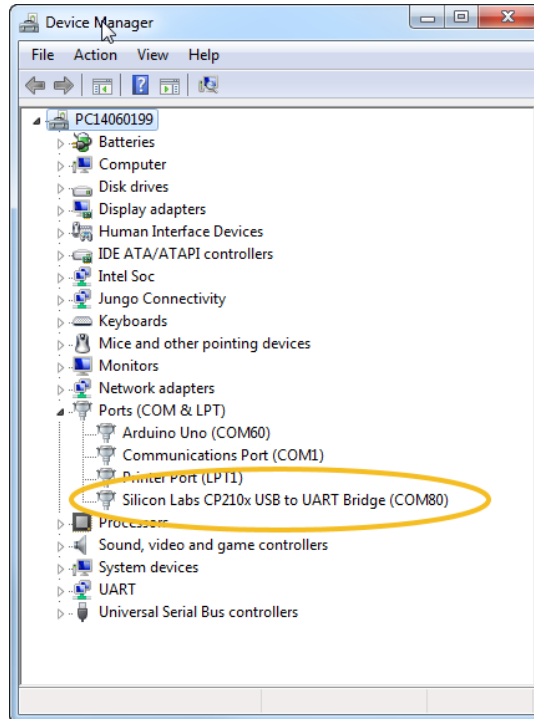 Device Manager
File Action View Help
PC14060199
Batteries
Computer
Disk drives
Display adapters
Human Interface Devices
IDE ATA/ATAPI controllers
Intel Soc
Jungo Connectivity
Keyboards
Mice and other pointing devices
Monitors
Network adapters
Ports (COM & LPT)
Arduino Uno (COM60)
Communications Port (COM1)
Printer Port (LPT1)
Silicon Labs CP210x USB to UART Bridge (COM80)
Processors
Sound, video and game controllers
System devices
UART
Universal Serial Bus controllers